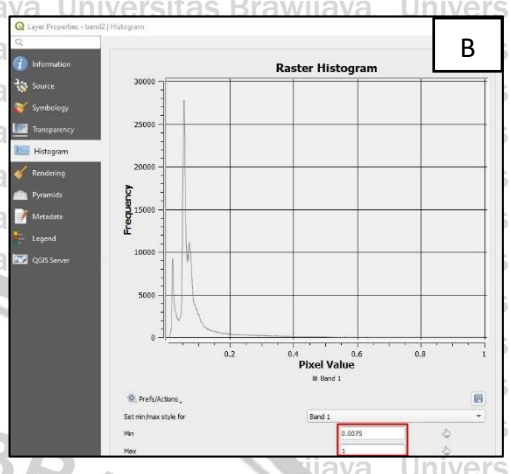 Universitas Brawijaya
Layer Properties - band2 | Histogram
B
Information
Source
Symbology
Transparency
Histogram
Rendering
Pyramids
Metadata
Legend
QGIS Server
Raster Histogram
30000
25000
20000
15000
10000
5000
0
Frequency
0.2
0.4
0.6
0.8
1
Pixel Value
Band 1
Prefs/Actions
Set min/max style for
Band 1
Min
0.0075
Max
1